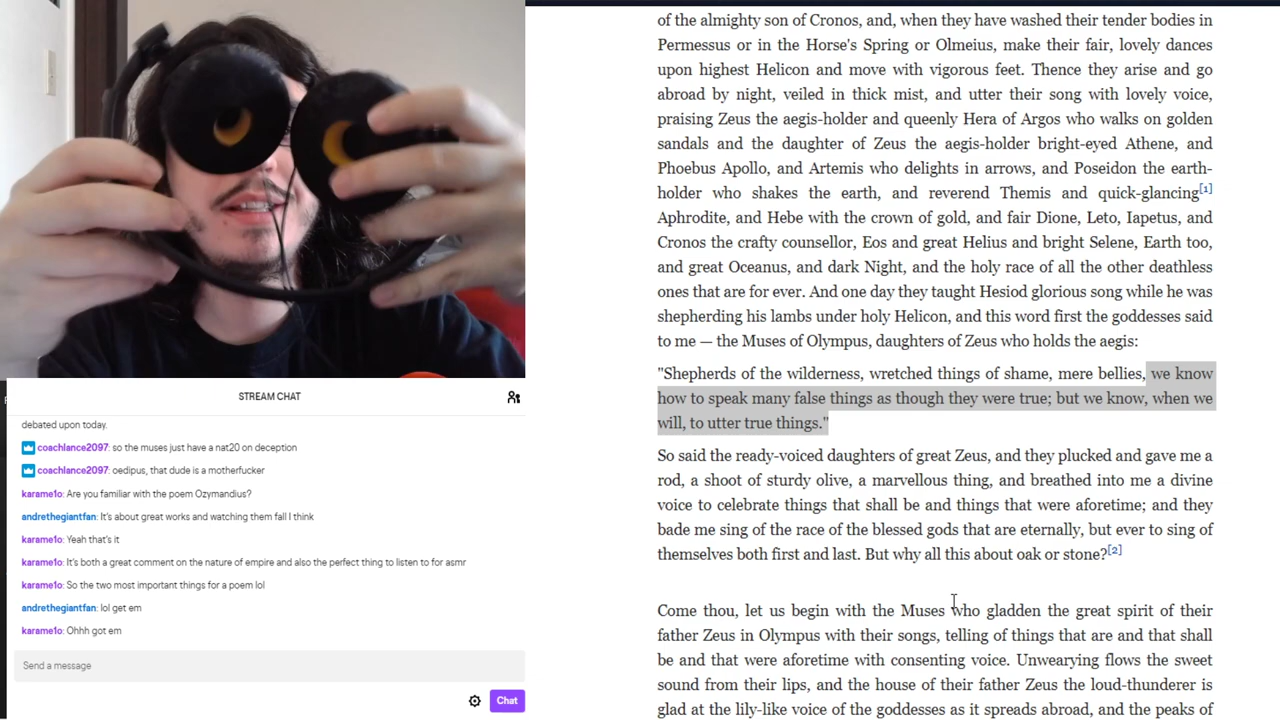 STREAM CHAT
debated upon today.
coachlance2097: so the muses just have a nat20 on deception
coachlance2097: oedipus, that dude is a motherfucker
karame1o: Are you familiar with the poem Ozymandius?
andrethegiantfan: It's about great works and watching them fall I think
karame1o: Yeah that's it
karame1o: It's both a great comment on the nature of empire and also the perfect thing to listen to for asmr
karame1o: So the two most important things for a poem lol
andrethegiantfan: lol get em
karame1o: Ohhh got em
Send a message
Chat
of the almighty son of Cronos, and, when they have washed their tender bodies in
Permessus or in the Horse's Spring or Olmeius, make their fair, lovely dances
upon highest Helicon and move with vigorous feet. Thence they arise and go
abroad by night, veiled in thick mist, and utter their song with lovely voice,
praising Zeus the aegis-holder and queenly Hera of Argos who walks on golden
sandals and the daughter of Zeus the aegis-holder bright-eyed Athene, and
Phoebus Apollo, and Artemis who delights in arrows, and Poseidon the earth-
holder who shakes the earth, and reverend Themis and quick-glancing[1]
Aphrodite, and Hebe with the crown of gold, and fair Dione, Leto, Iapetus, and
Cronos the crafty counsellor, Eos and great Helius and bright Selene, Earth too,
and great Oceanus, and dark Night, and the holy race of all the other deathless
ones that are for ever. And one day they taught Hesiod glorious song while he was
shepherding his lambs under holy Helicon, and this word first the goddesses said
to me — the Muses of Olympus, daughters of Zeus who holds the aegis:
"Shepherds of the wilderness, wretched things of shame, mere bellies, we know
how to speak many false things as though they were true; but we know, when we
will, to utter true things."
So said the ready-voiced daughters of great Zeus, and they plucked and gave me a
rod, a shoot of sturdy olive, a marvellous thing, and breathed into me a divine
voice to celebrate things that shall be and things that were aforetime; and they
bade me sing of the race of the blessed gods that are eternally, but ever to sing of
themselves both first and last. But why all this about oak or stone?[2]
Come thou, let us begin with the Muses who gladden the great spirit of their
father Zeus in Olympus with their songs, telling of things that are and that shall
be and that were aforetime with consenting voice. Unwearying flows the sweet
sound from their lips, and the house of their father Zeus the loud-thunderer is
glad at the lily-like voice of the goddesses as it spreads abroad, and the peaks of